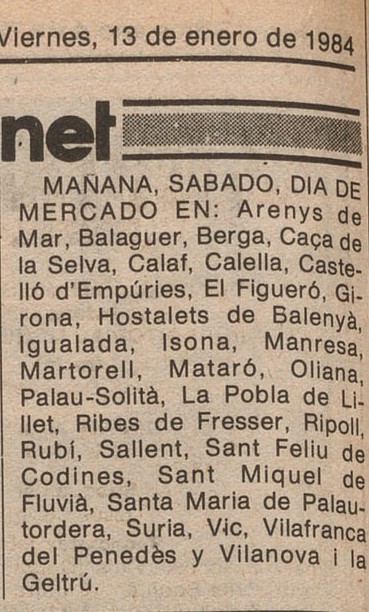 Viernes, 13 de enero de 1984
net
MAÑANA, SABADO, DIA DE
MERCADO EN: Arenys de
Mar, Balaguer, Berga, Caça de
la Selva, Calaf, Calella, Caste-
lló d'Empúries, El Figueró, Gi-
rona, Hostalets de Balenyà,
Igualada, Isona, Manresa,
Martorell, Mataró, Oliana,
Palau-Solità, La Pobla de Li-
llet, Ribes de Fresser, Ripoll,
Rubí, Sallent, Sant Feliu de
Codines, Sant Miquel de
Fluvià, Santa Maria de Palau-
tordera, Suria, Vic, Vilafranca
del Penedès y Vilanova i la
Geltrú.